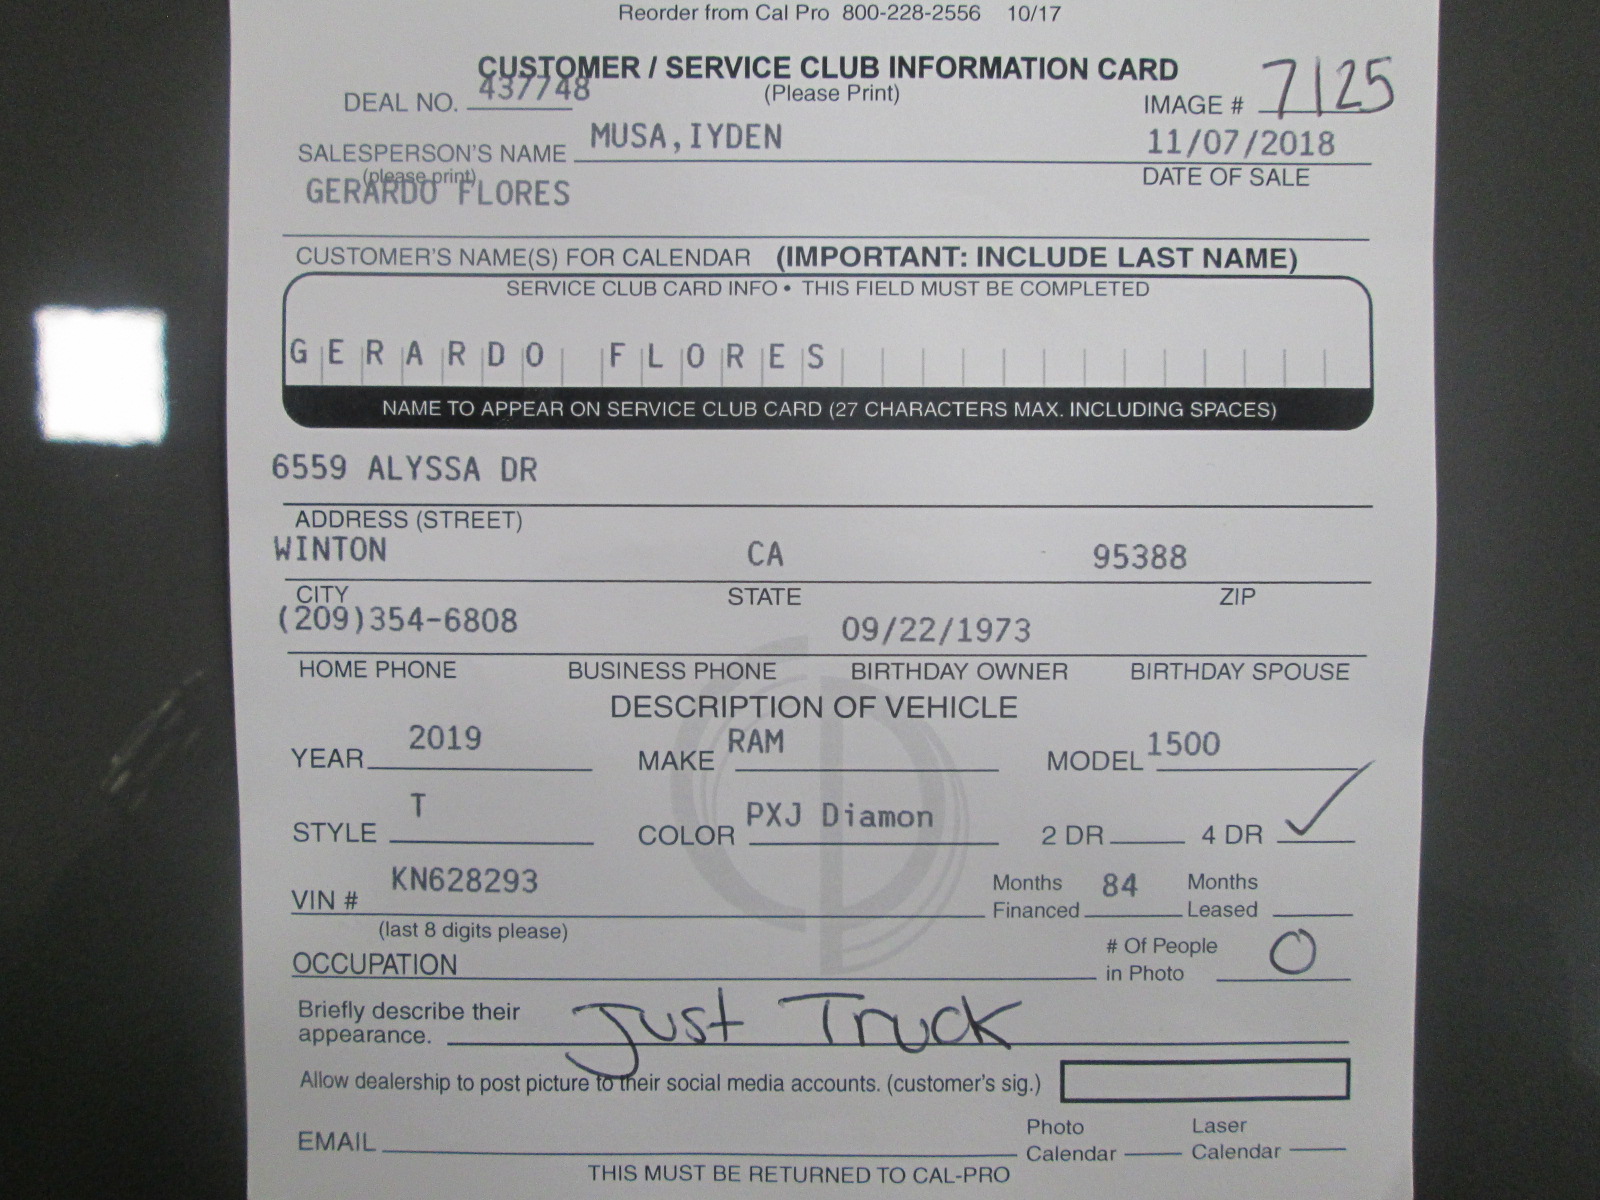 Reorder from Cal Pro 800-228-2556 10/17
CUSTOMER / SERVICE CLUB INFORMATION CARD
(Please Print)
DEAL NO. 437748
IMAGE # 7125
SALESPERSON'S NAME MUSA,IYDEN 11/07/2018
(please print) DATE OF SALE
GERARDO FLORES
CUSTOMER'S NAME(S) FOR CALENDAR (IMPORTANT: INCLUDE LAST NAME)
SERVICE CLUB CARD INFO • THIS FIELD MUST BE COMPLETED
GERARDO FLORES
NAME TO APPEAR ON SERVICE CLUB CARD (27 CHARACTERS MAX. INCLUDING SPACES)
6559 ALYSSA DR
ADDRESS (STREET)
WINTON CA 95388
CITY STATE ZIP
(209)354-6808 09/22/1973
HOME PHONE BUSINESS PHONE BIRTHDAY OWNER BIRTHDAY SPOUSE
DESCRIPTION OF VEHICLE
YEAR 2019 MAKE RAM MODEL 1500
STYLE T COLOR PXJ Diamon 2 DR 4 DR ✓
VIN # KN628293 Months Financed 84 Months Leased
(last 8 digits please)
OCCUPATION # Of People in Photo 0
Briefly describe their appearance. Just Truck
Allow dealership to post picture to their social media accounts. (customer's sig.)
EMAIL Photo Calendar Laser Calendar
THIS MUST BE RETURNED TO CAL-PRO